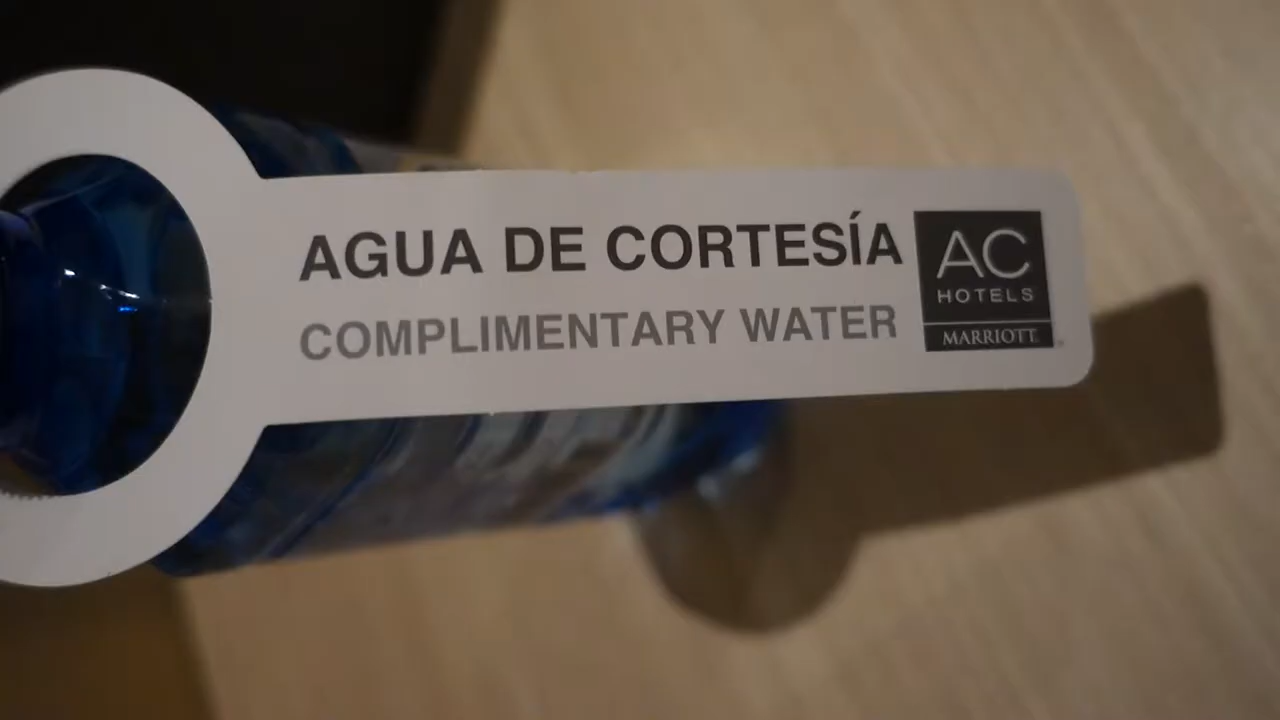 AGUA DE CORTESÍA
COMPLIMENTARY WATER
AC
HOTELS
MARRIOTT